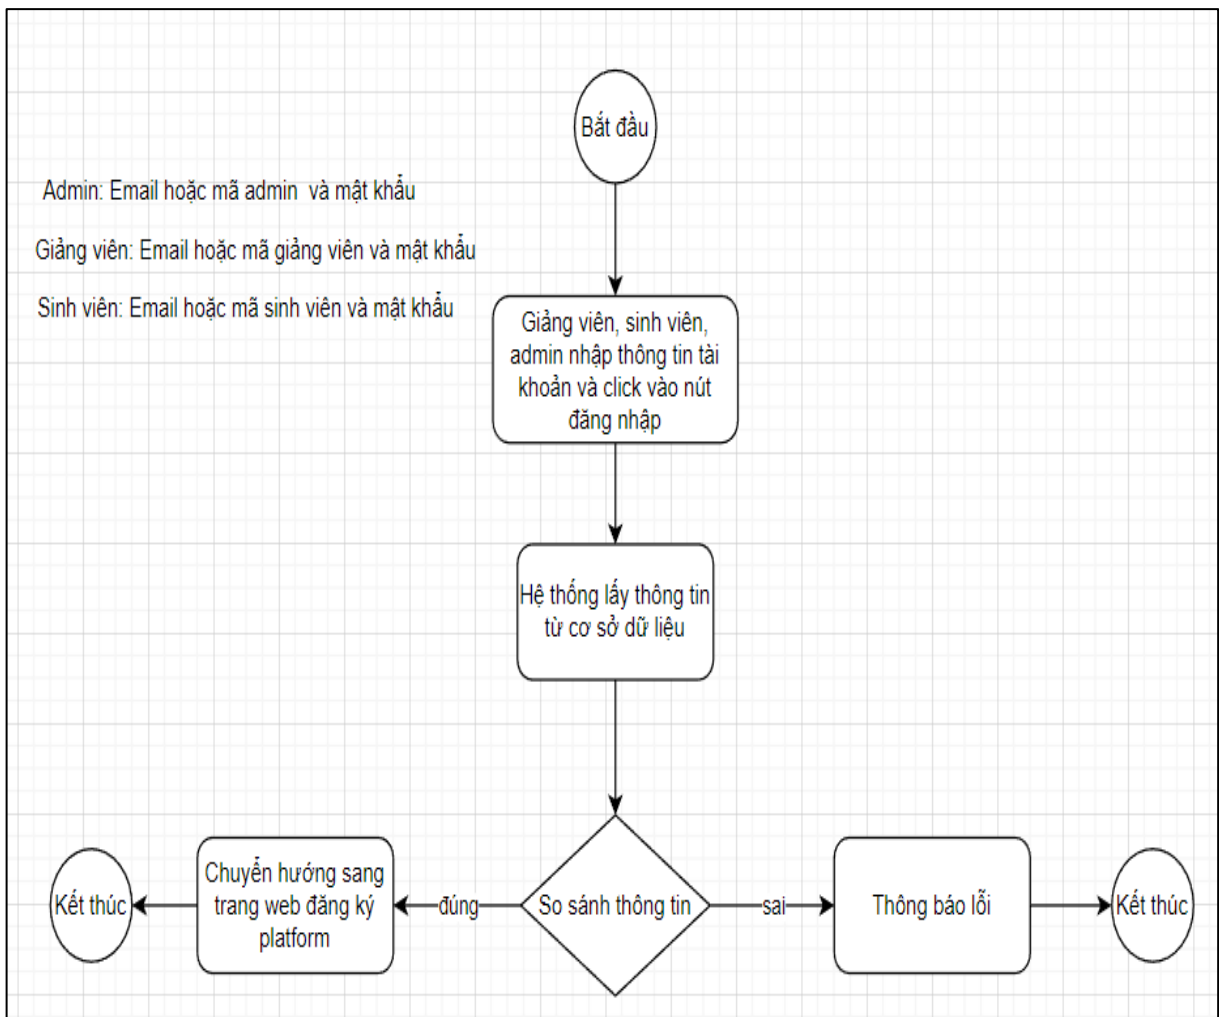 Bắt đầu
Admin: Email hoặc mã admin và mật khẩu
Giảng viên: Email hoặc mã giảng viên và mật khẩu
Sinh viên: Email hoặc mã sinh viên và mật khẩu
Giảng viên, sinh viên,
admin nhập thông tin tài
khoản và click vào nút
đăng nhập
Hệ thống lấy thông tin
từ cơ sở dữ liệu
Kết thúc
Chuyển hướng sang
trang web đăng ký
platform
đúng
So sánh thông tin
sai
Thông báo lỗi
Kết thúc